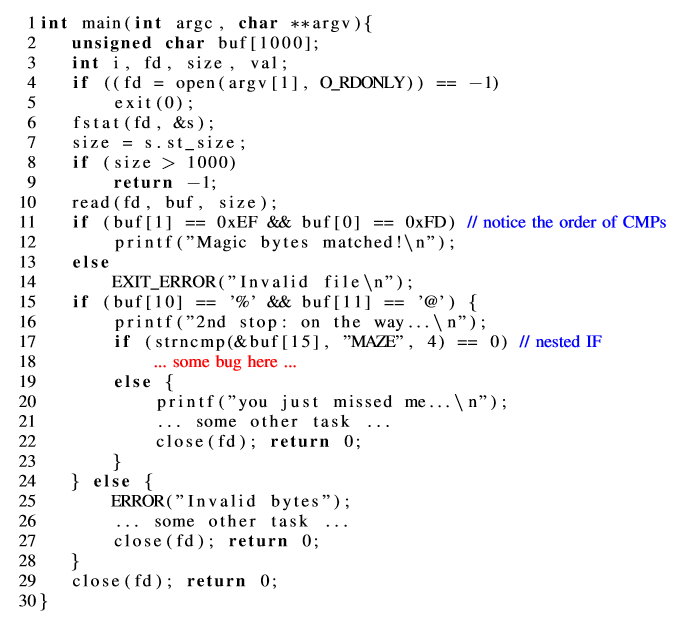 1 int main(int argc, char **argv){
2 unsigned char buf[1000];
3 int i, fd, size, val;
4 if ((fd = open(argv[1], O_RDONLY)) == -1)
5 exit(0);
6 fstat(fd, &s);
7 size = s.st_size;
8 if (size > 1000)
9 return -1;
10 read(fd, buf, size);
11 if (buf[1] == 0xEF && buf[0] == 0xFD) // notice the order of CMPs
12 printf("Magic bytes matched!\n");
13 else
14 EXIT_ERROR("Invalid file\n");
15 if (buf[10] == '%' && buf[11] == '@') {
16 printf("2nd stop: on the way...\n");
17 if (strncmp(&buf[15], "MAZE", 4) == 0) // nested IF
18 ... some bug here ...
19 else {
20 printf("you just missed me...\n");
21 ... some other task ...
22 close(fd); return 0;
23 }
24 } else {
25 ERROR("Invalid bytes");
26 ... some other task ...
27 close(fd); return 0;
28 }
29 close(fd); return 0;
30 }